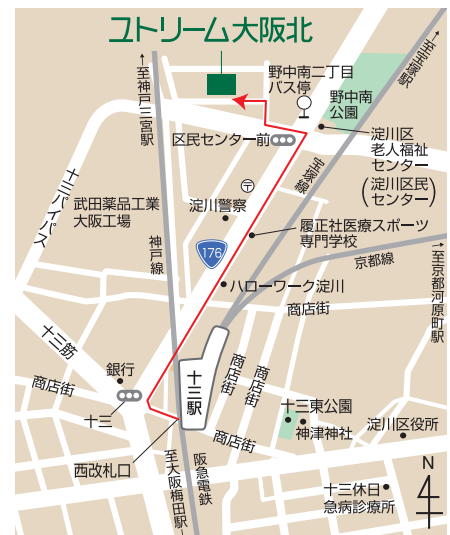 ユトリーム大阪北
至神戸三宮駅
野中南二丁目
バス停
至宝塚駅
野中南
公園
区民センター前
淀川区
老人福祉
センター
(淀川区民
センター)
宝塚線
十三バイパス
武田薬品工業
大阪工場
〒
淀川警察
履正社医療スポーツ
専門学校
神戸線
176
京都線
至京都河原町駅
ハローワーク淀川
商店街
十三筋
銀行
商店街
十三
十三駅
商店街
商店街
十三東公園
神津神社
淀川区役所
商店街
西改札口
至大阪梅田駅
阪急電鉄
十三休日
急病診療所
N